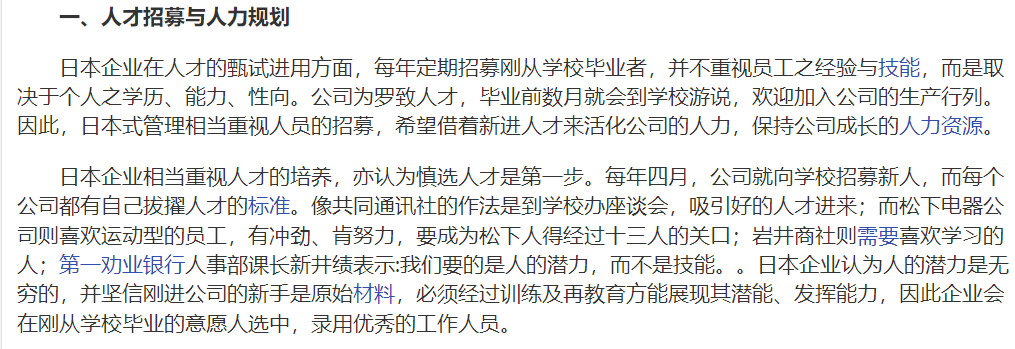 一、人才招募与人力规划
日本企业在人才的甄试进用方面，每年定期招募刚从学校毕业者，并不重视员工之经验与技能，而是取
决于个人之学历、能力、性向。公司为罗致人才，毕业前数月就会到学校游说，欢迎加入公司的生产行列。
因此，日本式管理相当重视人员的招募，希望借着新进人才来活化公司的人力，保持公司成长的人力资源。
日本企业相当重视人才的培养，亦认为慎选人才是第一步。每年四月，公司就向学校招募新人，而每个
公司都有自己拔擢人才的标准。像共同通讯社的作法是到学校办座谈会，吸引好的人才进来；而松下电器公
司则喜欢运动型的员工，有冲劲、肯努力，要成为松下人得经过十三人的关口；岩井商社则需要喜欢学习的
人；第一劝业银行人事部课长新井绩表示:我们要的是人的潜力，而不是技能。。日本企业认为人的潜力是无
穷的，并坚信刚进公司的新手是原始材料，必须经过训练及再教育方能展现其潜能、发挥能力，因此企业会
在刚从学校毕业的意愿人选中，录用优秀的工作人员。